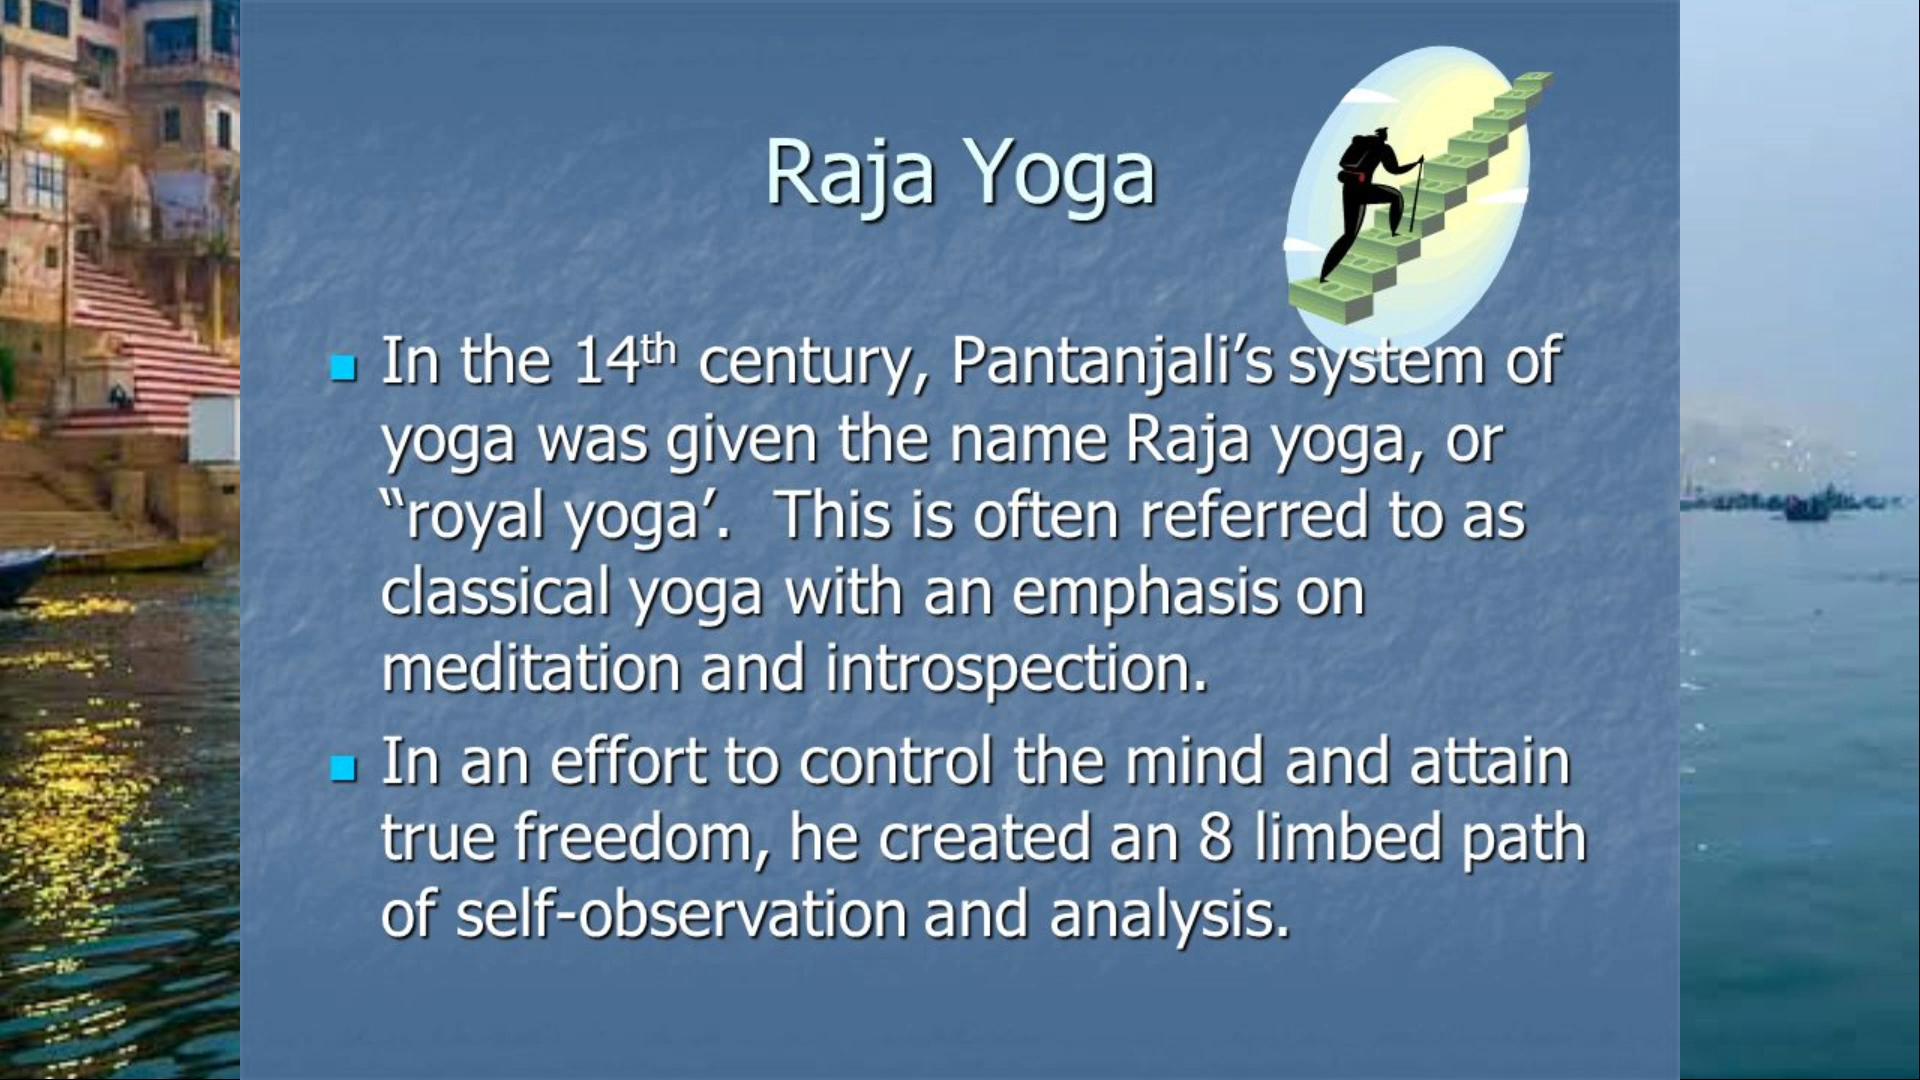 Raja Yoga
In the 14th century, Pantanjali’s system of
yoga was given the name Raja yoga, or
“royal yoga’.  This is often referred to as
classical yoga with an emphasis on
meditation and introspection.
In an effort to control the mind and attain
true freedom, he created an 8 limbed path
of self-observation and analysis.